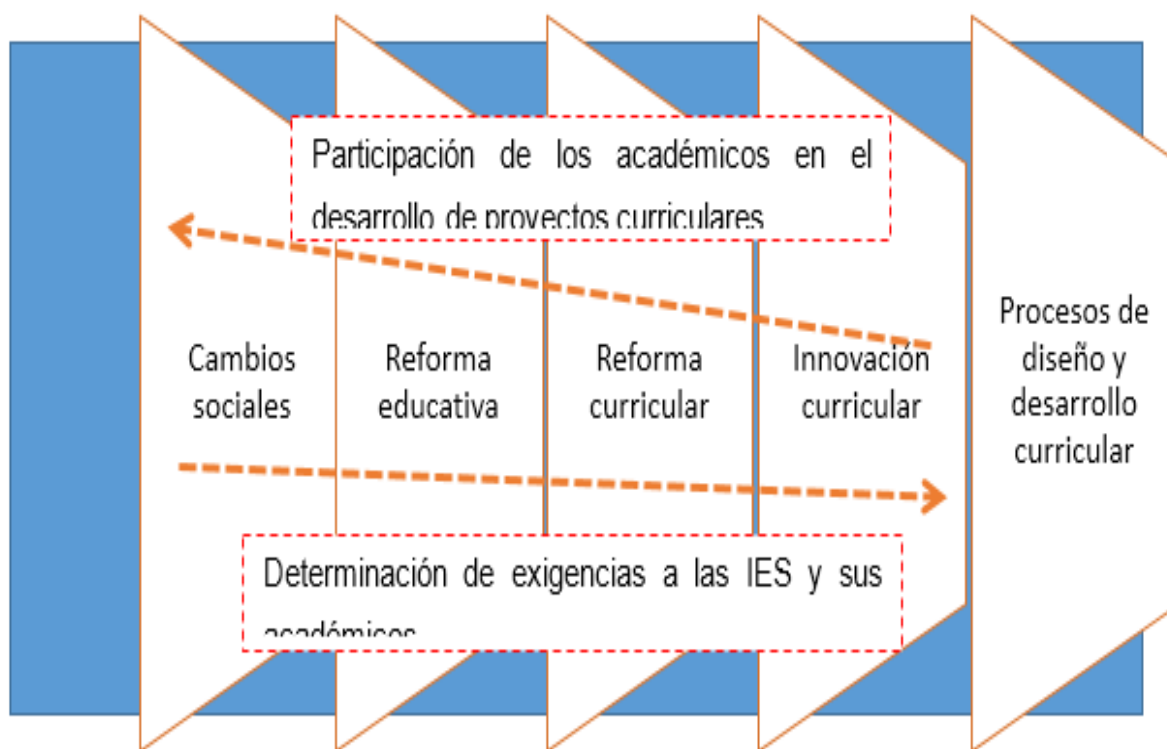 Participación de los académicos en el
desarrollo de proyectos curriculares
Cambios
sociales
Reforma
educativa
Reforma
curricular
Innovación
curricular
Procesos de
diseño y
desarrollo
curricular
Determinación de exigencias a las IES y sus
académicos